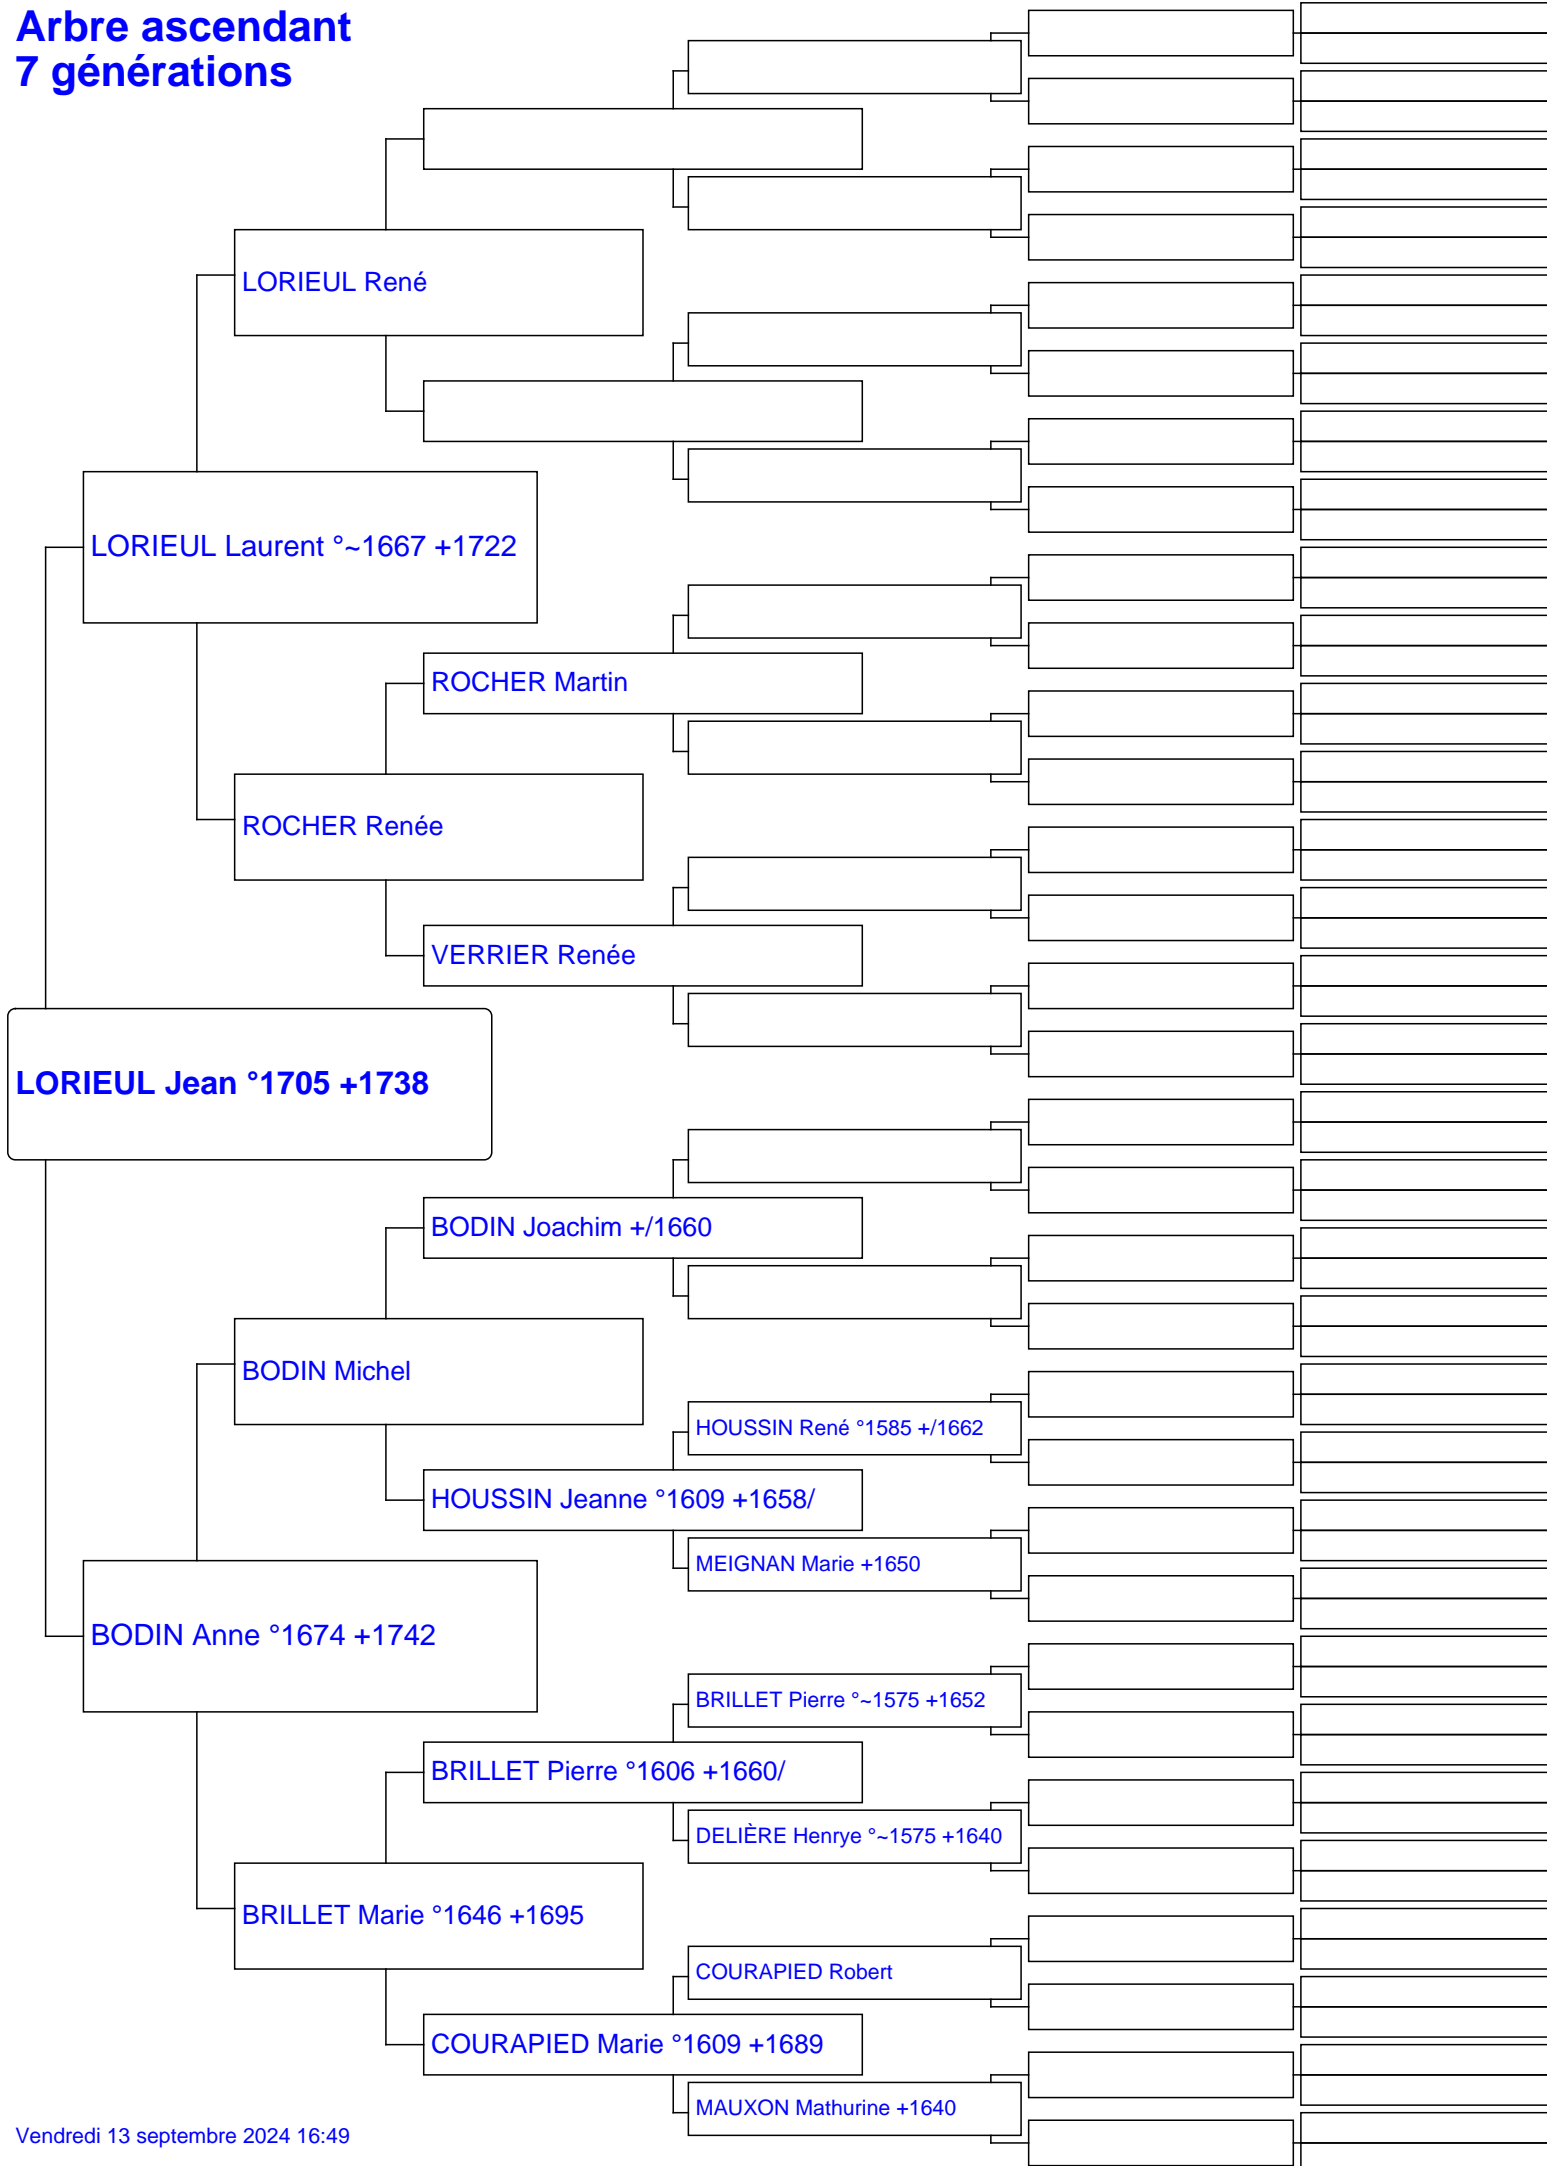 Arbre ascendant
7 générations
LORIEUL René
LORIEUL Laurent °~1667 +1722
ROCHER Martin
ROCHER Renée
VERRIER Renée
LORIEUL Jean °1705 +1738
BODIN Joachim +/1660
BODIN Michel
HOUSSIN René °1585 +/1662
HOUSSIN Jeanne °1609 +1658/
MEIGNAN Marie +1650
BODIN Anne °1674 +1742
BRILLET Pierre °~1575 +1652
BRILLET Pierre °1606 +1660/
DELIÈRE Henrye °~1575 +1640
BRILLET Marie °1646 +1695
COURAPIED Robert
COURAPIED Marie °1609 +1689
MAUXON Mathurine +1640
Vendredi 13 septembre 2024 16:49